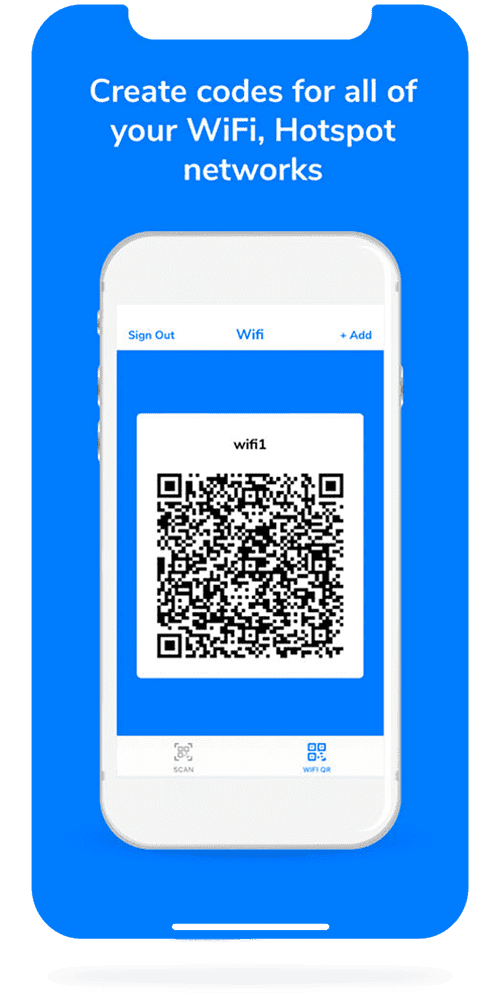 Create codes for all of
your WiFi, Hotspot
networks
Sign Out Wifi + Add
wifi1
SCAN WIFI QR